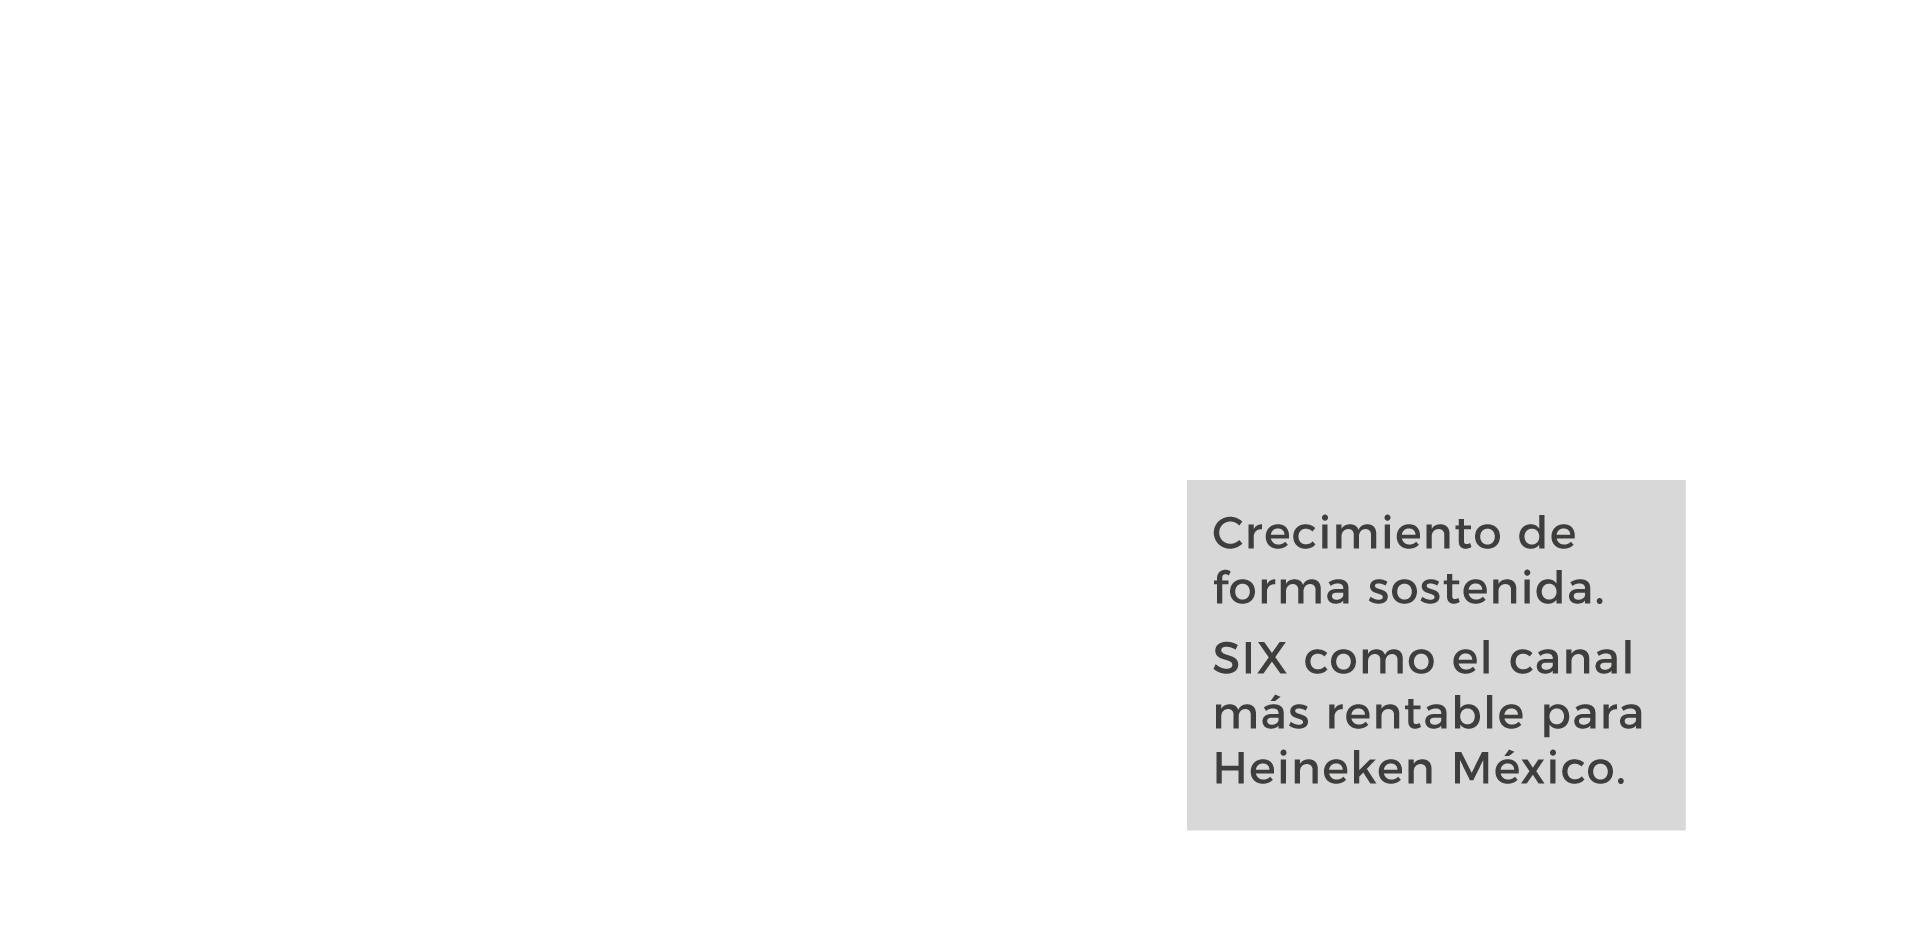 Crecimiento de
forma sostenida.
SIX como el canal
más rentable para
Heineken México.